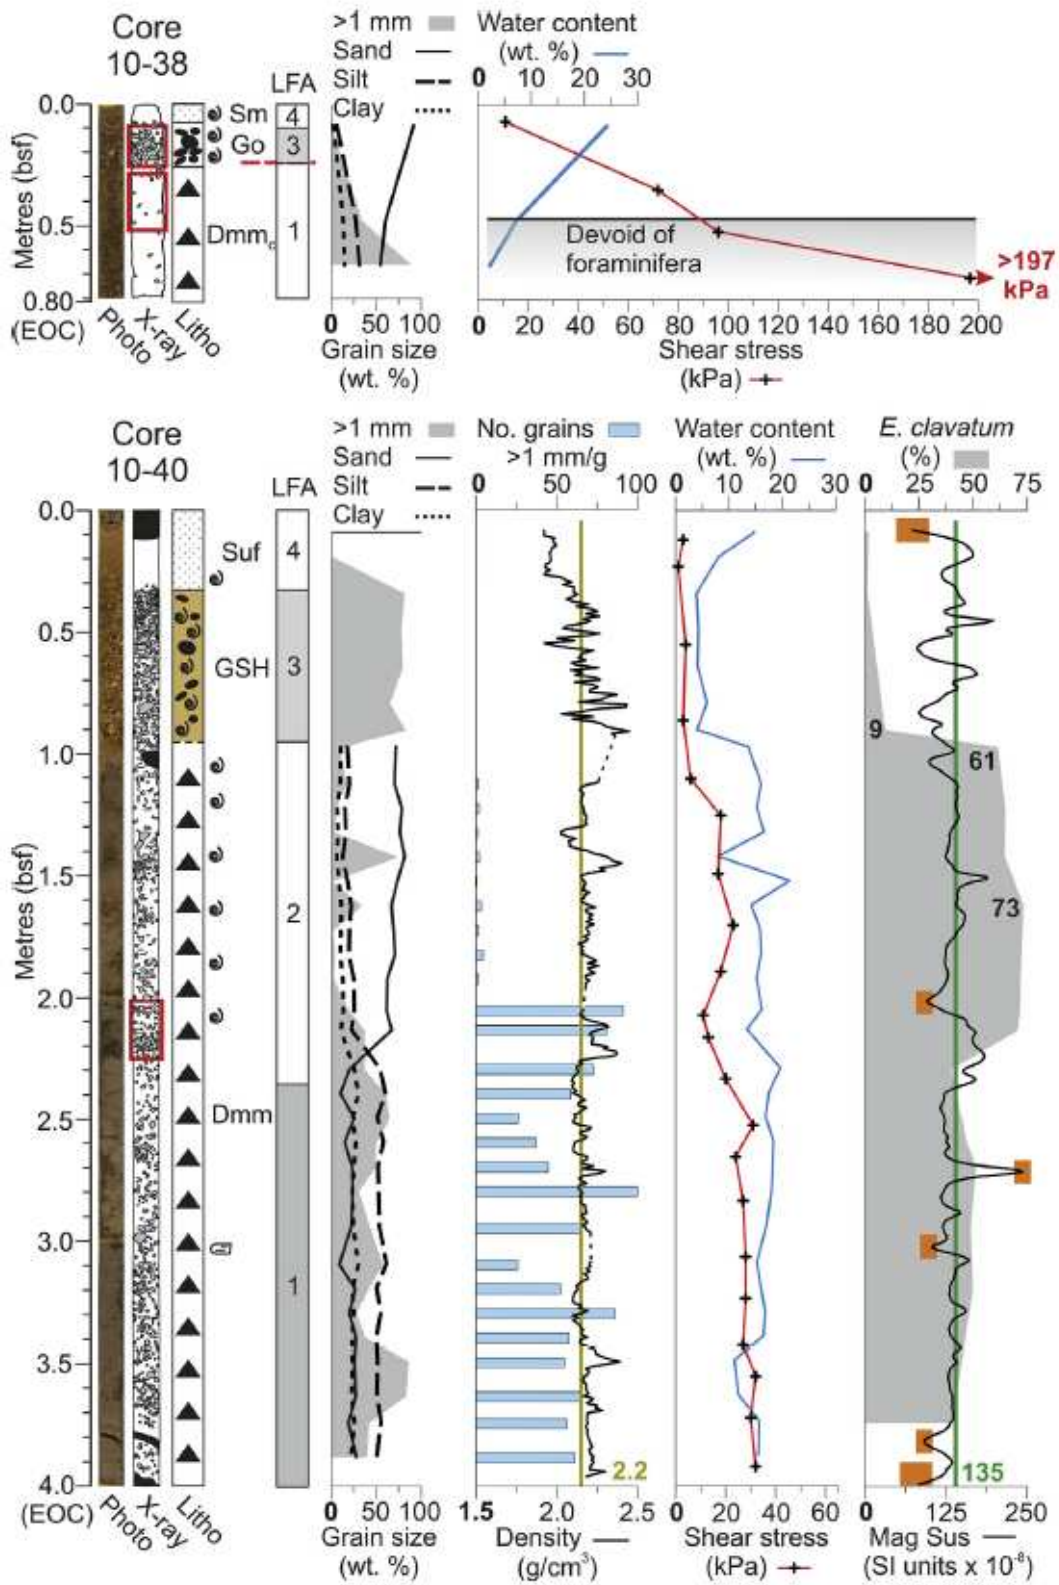 Core
10-38
>1 mm
Sand
Silt
Clay
LFA
Water content
(wt. %)
0 10 20 30
0.0
0.5
0.80
(EOC)
Metres (bsf)
Sm
Go
Dmm
4
3
1
Devoid of
foraminifera
>197
kPa
Photo
X-ray
Litho
0 50 100
Grain size
(wt. %)
0 20 40 60 80 100 120 140 160 180 200
Shear stress
(kPa)
Core
10-40
>1 mm
Sand
Silt
Clay
LFA
No. grains
>1 mm/g
0 50 100
Water content
(wt. %)
0 10 20 30
E. clavatum
(%)
0 25 50 75
0.0
0.5
1.0
1.5
2.0
2.5
3.0
3.5
4.0
(EOC)
Metres (bsf)
Suf
GSH
Dmm
4
3
2
1
9
61
73
2.2
135
Photo
X-ray
Litho
0 50 100
Grain size
(wt. %)
1.5 2.0 2.5
Density
(g/cm³)
0 20 40 60
Shear stress
(kPa)
0 125 250
Mag Sus
(SI units x 10⁻⁸)